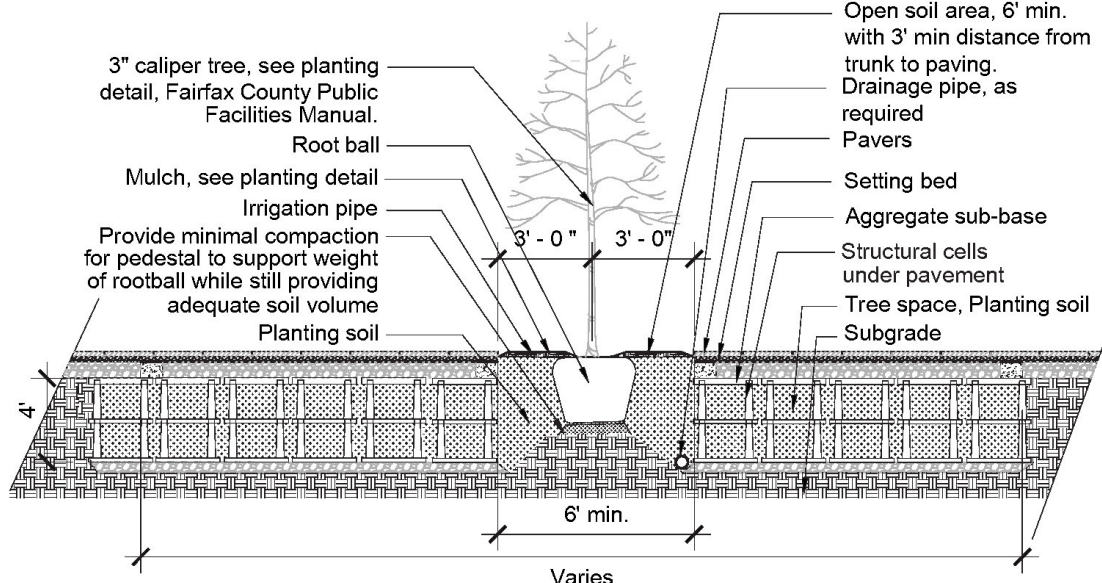 3" caliper tree, see planting
detail, Fairfax County Public
Facilities Manual.
Root ball
Mulch, see planting detail
Irrigation pipe
Provide minimal compaction
for pedestal to support weight
of rootball while still providing
adequate soil volume
Planting soil
Open soil area, 6' min.
with 3' min distance from
trunk to paving.
Drainage pipe, as
required
Pavers
Setting bed
Aggregate sub-base
Structural cells
under pavement
Tree space, Planting soil
Subgrade
3' - 0 "
3' - 0"
4'
6' min.
Varies